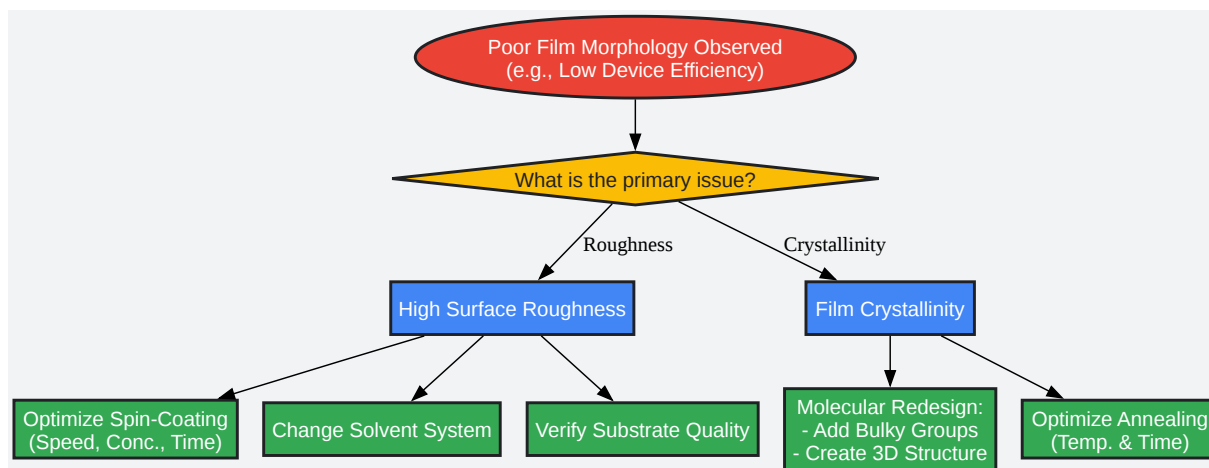 Poor Film Morphology Observed
(e.g., Low Device Efficiency)
What is the primary issue?
Roughness
Crystallinity
High Surface Roughness
Film Crystallinity
Optimize Spin-Coating
(Speed, Conc., Time)
Change Solvent System
Verify Substrate Quality
Molecular Redesign:
- Add Bulky Groups
- Create 3D Structure
Optimize Annealing
(Temp. & Time)